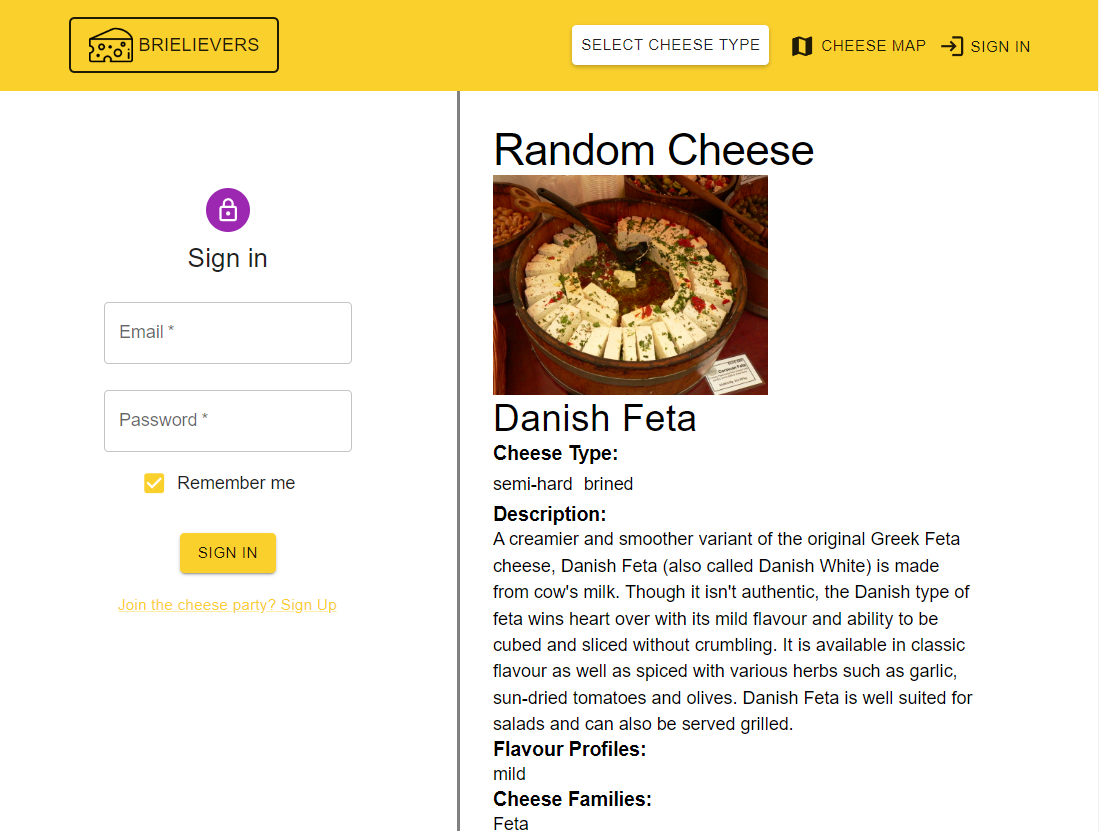 BRIELIEVERS
SELECT CHEESE TYPE
CHEESE MAP
SIGN IN
Sign in
Email *
Password *
Remember me
SIGN IN
Join the cheese party? Sign Up
Random Cheese
Danish Feta
Cheese Type:
semi-hard brined
Description:
A creamier and smoother variant of the original Greek Feta
cheese, Danish Feta (also called Danish White) is made
from cow's milk. Though it isn't authentic, the Danish type of
feta wins heart over with its mild flavour and ability to be
cubed and sliced without crumbling. It is available in classic
flavour as well as spiced with various herbs such as garlic,
sun-dried tomatoes and olives. Danish Feta is well suited for
salads and can also be served grilled.
Flavour Profiles:
mild
Cheese Families:
Feta